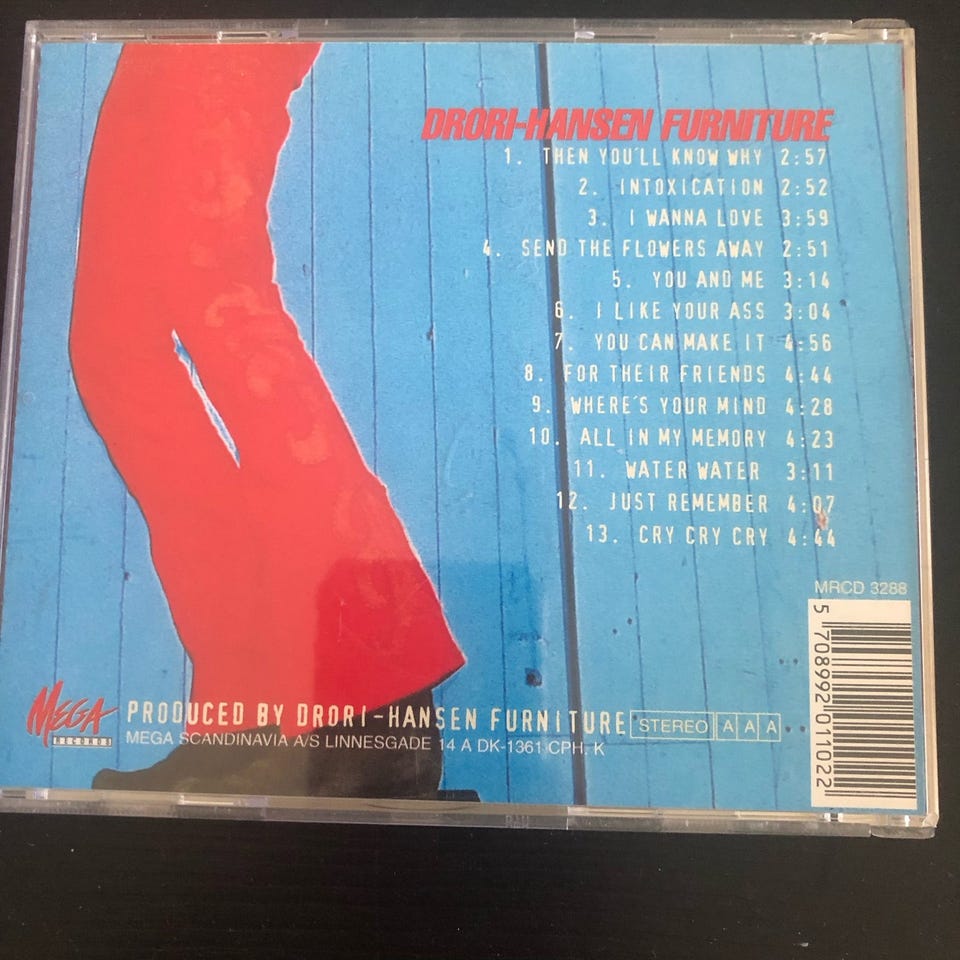 DRORI-HANSEN FURNITURE
1. THEN YOU'LL KNOW WHY 2:57
2. INTOXICATION 2:52
3. I WANNA LOVE 3:59
4. SEND THE FLOWERS AWAY 2:51
5. YOU AND ME 3:14
6. I LIKE YOUR ASS 3:04
7. YOU CAN MAKE IT 4:56
8. FOR THEIR FRIENDS 4:44
9. WHERE'S YOUR MIND 4:28
10. ALL IN MY MEMORY 4:23
11. WATER WATER 3:11
12. JUST REMEMBER 4:07
13. CRY CRY CRY 4:44
MRCD 3288
5 708992 011022
MEGA
RECORDS
PRODUCED BY DRORI-HANSEN FURNITURE
STEREO A A A
MEGA SCANDINAVIA A/S LINNESGADE 14 A DK-1361 CPH. K